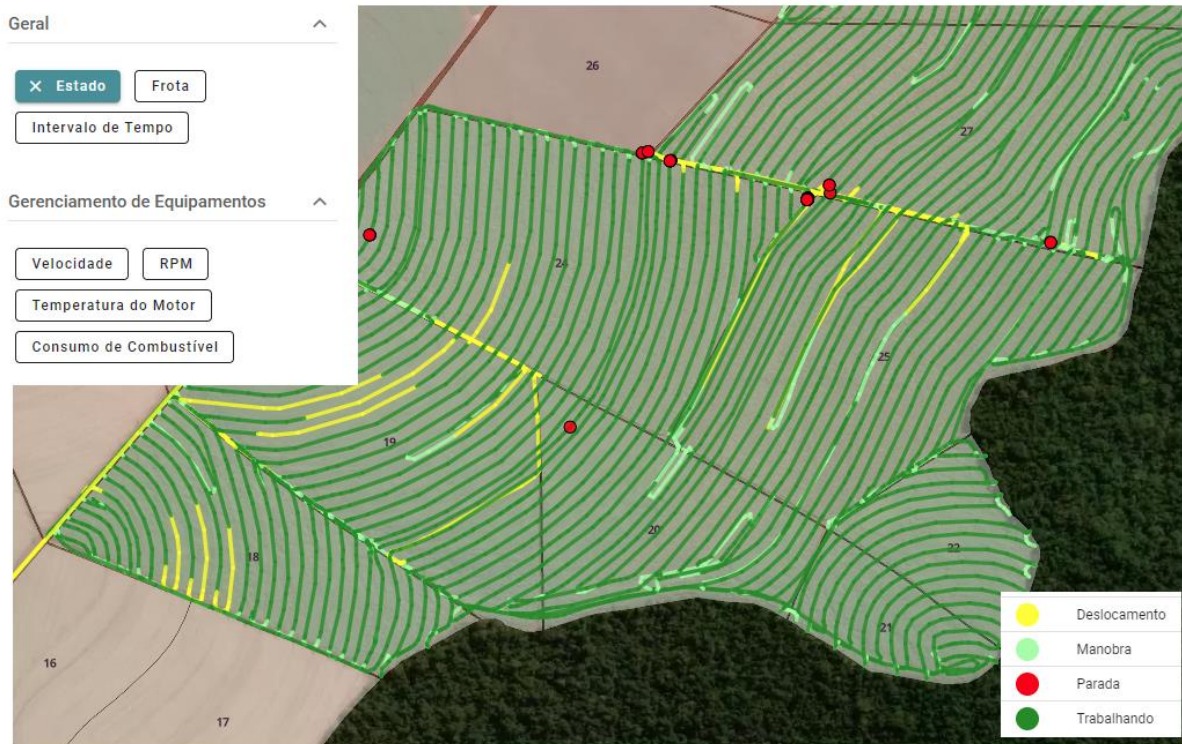 Geral
× Estado
Frota
Intervalo de Tempo
Gerenciamento de Equipamentos
Velocidade
RPM
Temperatura do Motor
Consumo de Combustível
26
27
24
25
19
20
18
22
21
16
17
Deslocamento
Manobra
Parada
Trabalhando